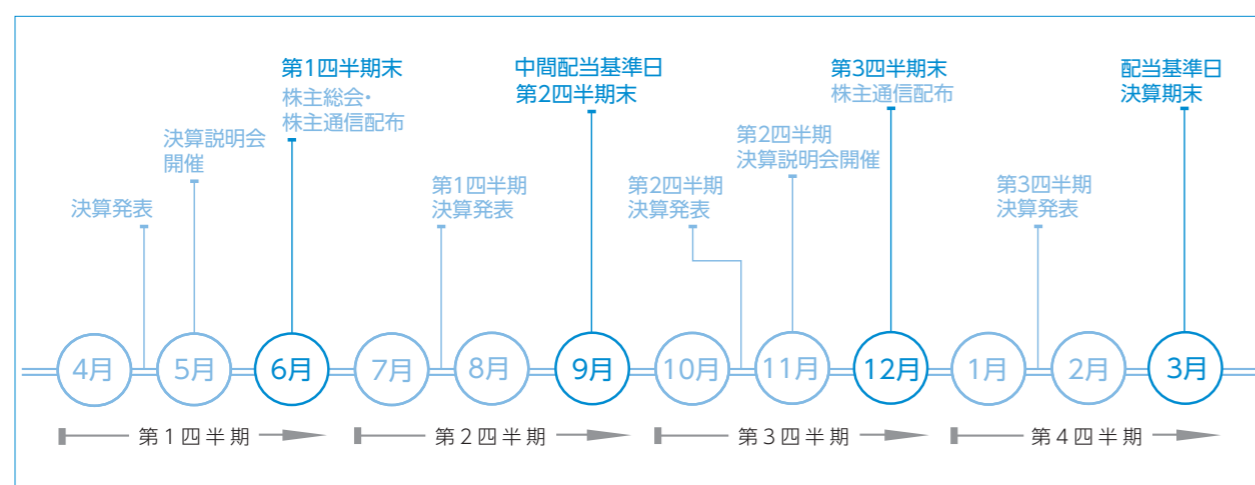 第1四半期末
株主総会・
株主通信配布
中間配当基準日
第2四半期末
第3四半期末
株主通信配布
配当基準日
決算期末
決算説明会
開催
第2四半期
決算説明会開催
決算発表
第1四半期
決算発表
第2四半期
決算発表
第3四半期
決算発表
4月
5月
6月
7月
8月
9月
10月
11月
12月
1月
2月
3月
第1四半期
第2四半期
第3四半期
第4四半期